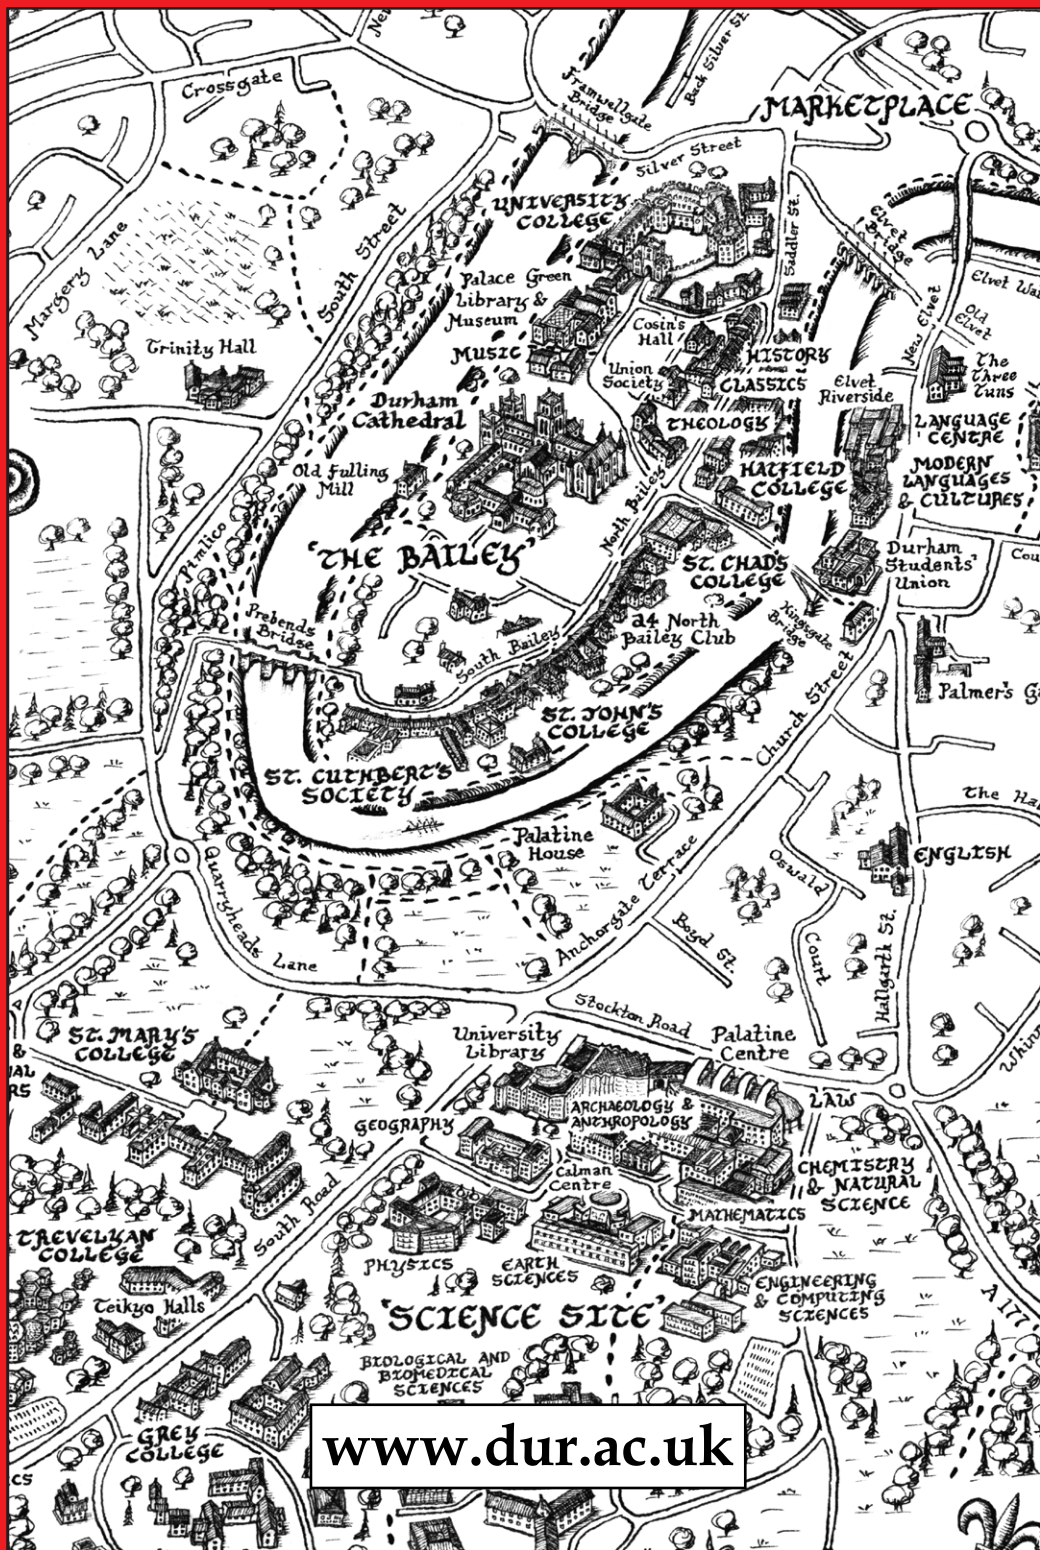 New
Crossgate
Framwellgate
Bridge
Back Silver St.
MARKETPLACE
Silver Street
UNIVERSITY
COLLEGE
Saddler St.
Elvet
Bridge
Margery Lane
South Street
Palace Green
Library &
Museum
Elvet
New Elvet
Old
Elvet
Trinity Hall
MUSIC
Cosin's
Hall
HISTORY
Union
Society
CLASSICS
Elvet
Riverside
The
Three
Tuns
Durham
Cathedral
THEOLOGY
LANGUAGE
CENTRE
Old Fulling
Mill
HATFIELD
COLLEGE
MODERN
LANGUAGES
& CULTURES
North Bailey
Pimlico
'THE BAILEY'
ST. CHAD'S
COLLEGE
Durham
Students'
Union
Cou
Prebends
Bridge
South Bailey
24 North
Bailey Club
Kingsgate
Bridge
Palmer's G
Church Street
ST. JOHN'S
COLLEGE
ST. CUTHBERT'S
SOCIETY
The Ha
Palatine
House
Quarryheads Lane
Anchorgate Terrace
Oswald
Court
ENGLISH
Boyd St.
Hallgarth St.
Stockton Road
Whinn
ST. MARY'S
COLLEGE
University
Library
Palatine
Centre
&
IAL
RS
GEOGRAPHY
ARCHAEOLOGY &
ANTHROPOLOGY
LAW
Calman
Centre
CHEMISTRY
& NATURAL
SCIENCE
South Road
MATHEMATICS
TREVELYAN
COLLEGE
PHYSICS
EARTH
SCIENCES
ENGINEERING
& COMPUTING
SCIENCES
A 177
Teikyo Halls
'SCIENCE SITE'
BIOLOGICAL AND
BIOMEDICAL
SCIENCES
GREY
COLLEGE
www.dur.ac.uk
CS